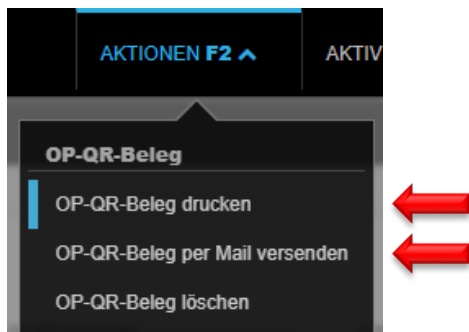 AKTIONEN F2
OP-QR-Beleg
OP-QR-Beleg drucken
OP-QR-Beleg per Mail versenden
OP-QR-Beleg löschen